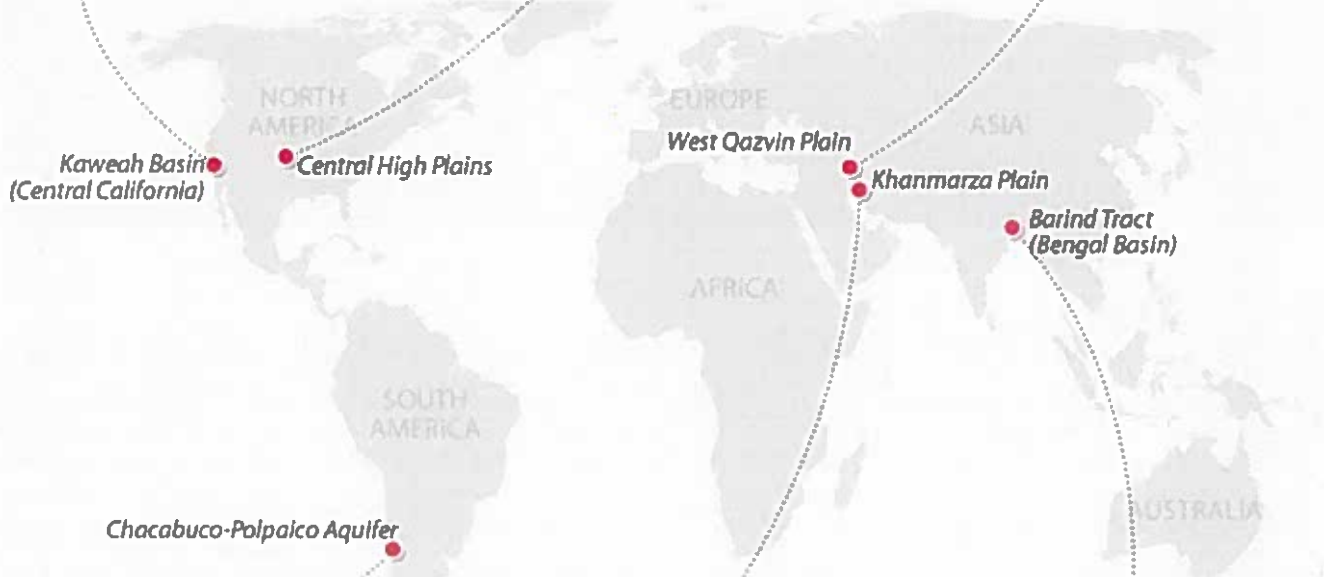 NORTH
AMERICA
EUROPE
ASIA
West Qazvin Plain
Kaweah Basin
(Central California)
Central High Plains
Khanmarza Plain
Barind Tract
(Bengal Basin)
AFRICA
SOUTH
AMERICA
AUSTRALIA
Chacabuco-Polpaico Aquifer